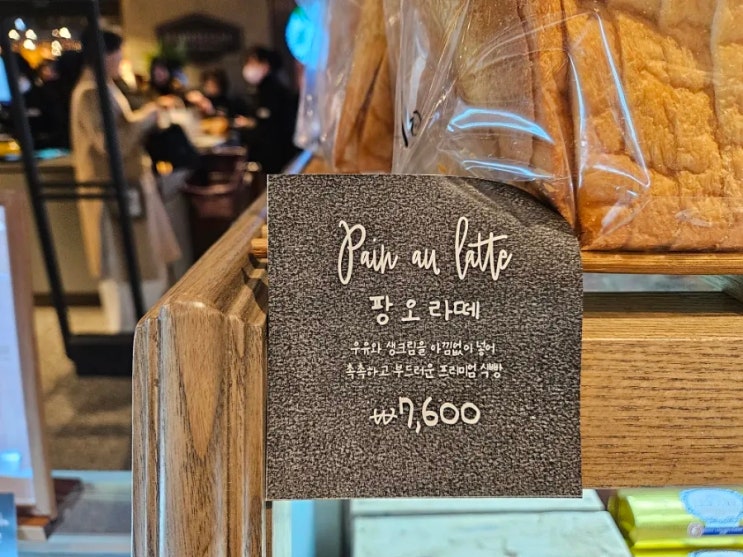 Pain au latte
팡 오 라떼
우유와 생크림을 아낌없이 넣어
촉촉하고 부드러운 프리미엄 식빵
₩7,600